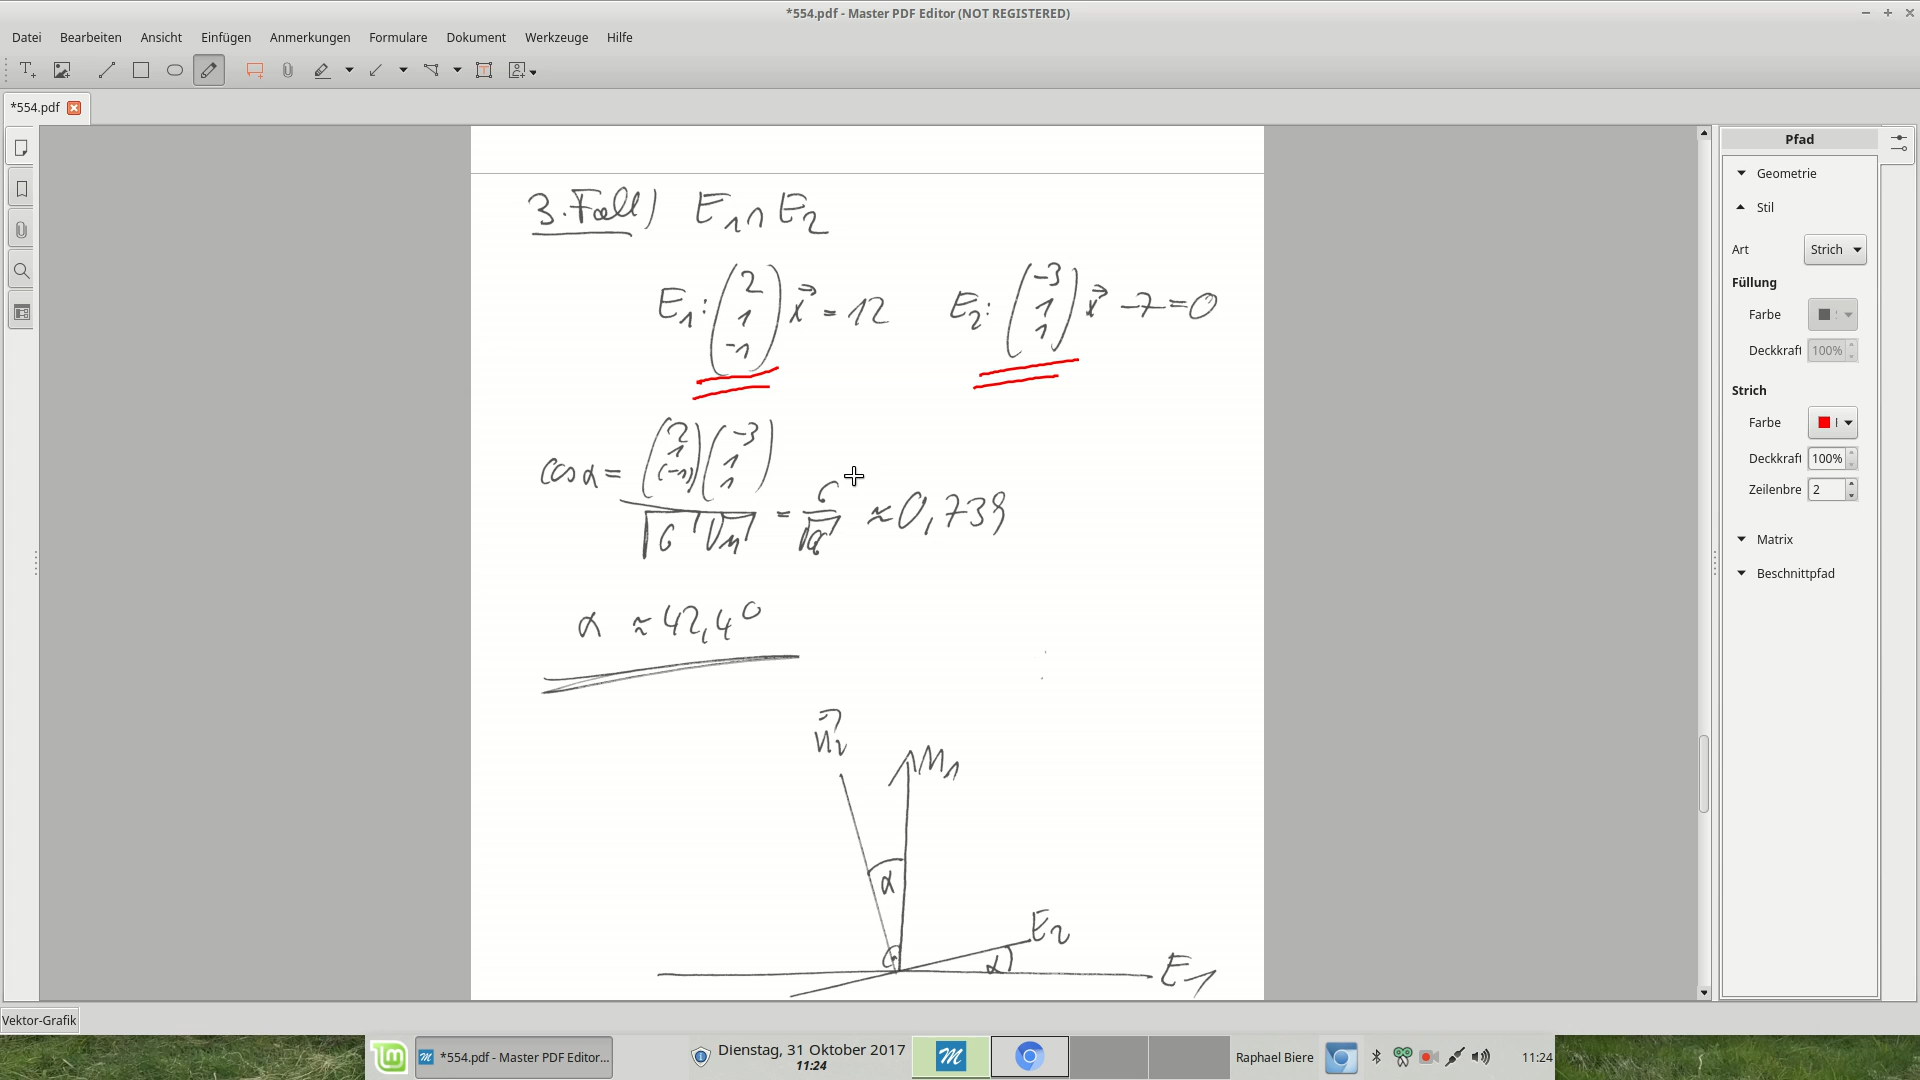 *554.pdf - Master PDF Editor (NOT REGISTERED)
Datei Bearbeiten Ansicht Einfügen Anmerkungen Formulare Dokument Werkzeuge Hilfe
*554.pdf
3. Fall) E₁ ∩ E₂
E₁: (2 1 -1) x⃗ = 12 E₂: (-3 1 1) x⃗ - 7 = 0
cos α = (2 1 (-1)) (-3 1 1) / √6 √11 = 6/√ ≈ 0,739
α ≈ 42,4°
n⃗₂
n₁
α
E₂
α
E₁
Pfad
Geometrie
Stil
Art Strich
Füllung
Farbe
Deckkraft 100%
Strich
Farbe
Deckkraft 100%
Zeilenbre 2
Matrix
Beschnittpfad
Vektor-Grafik
*554.pdf - Master PDF Editor...
Dienstag, 31 Oktober 2017
11:24
Raphael Biere
11:24